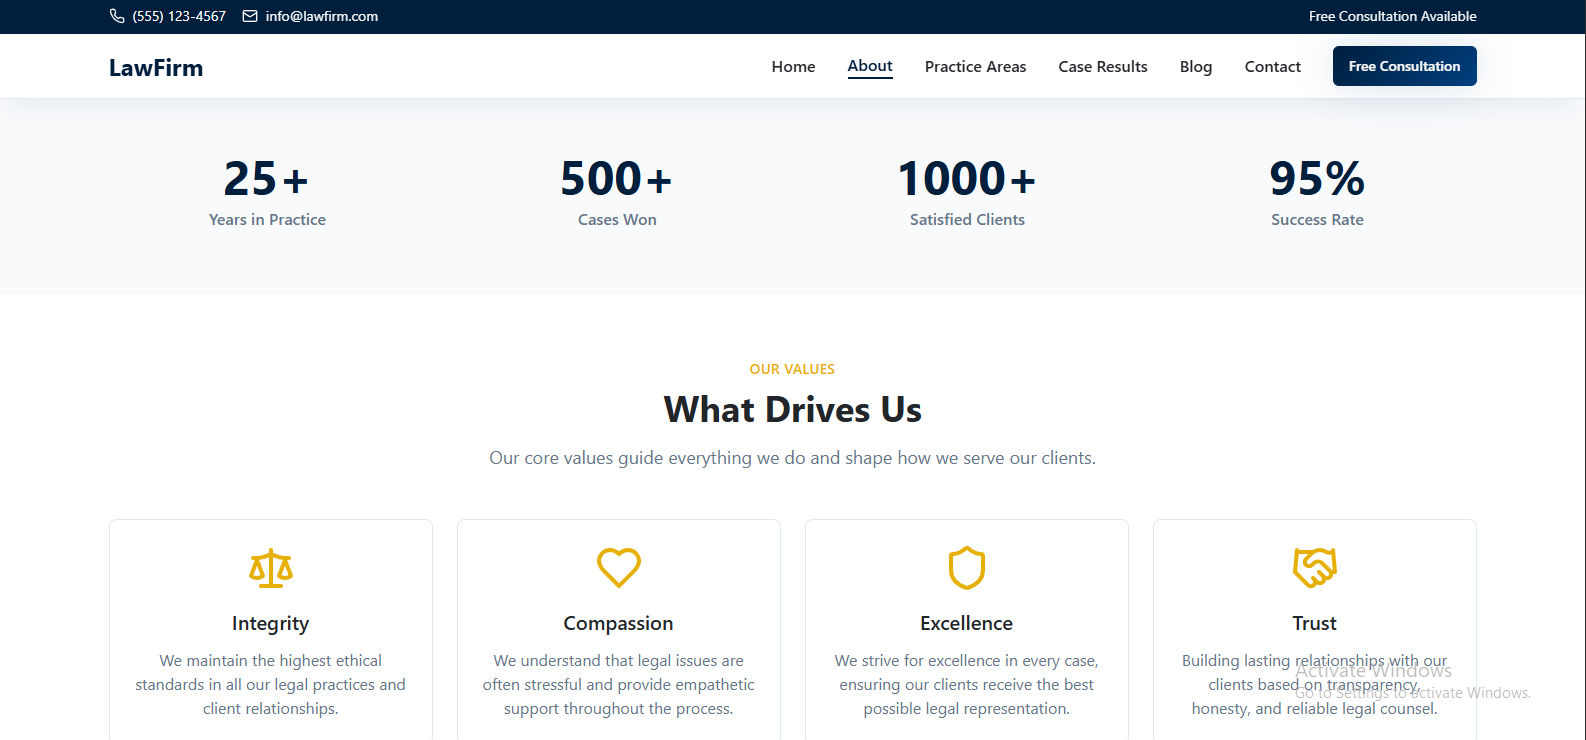 (555) 123-4567 info@lawfirm.com Free Consultation Available
LawFirm Home About Practice Areas Case Results Blog Contact Free Consultation
25+ 500+ 1000+ 95%
Years in Practice Cases Won Satisfied Clients Success Rate
OUR VALUES
What Drives Us
Our core values guide everything we do and shape how we serve our clients.
Integrity
We maintain the highest ethical
standards in all our legal practices and
client relationships.
Compassion
We understand that legal issues are
often stressful and provide empathetic
support throughout the process.
Excellence
We strive for excellence in every case,
ensuring our clients receive the best
possible legal representation.
Trust
Building lasting relationships with our
clients based on transparency,
honesty, and reliable legal counsel.
Activate Windows
Go to Settings to activate Windows.